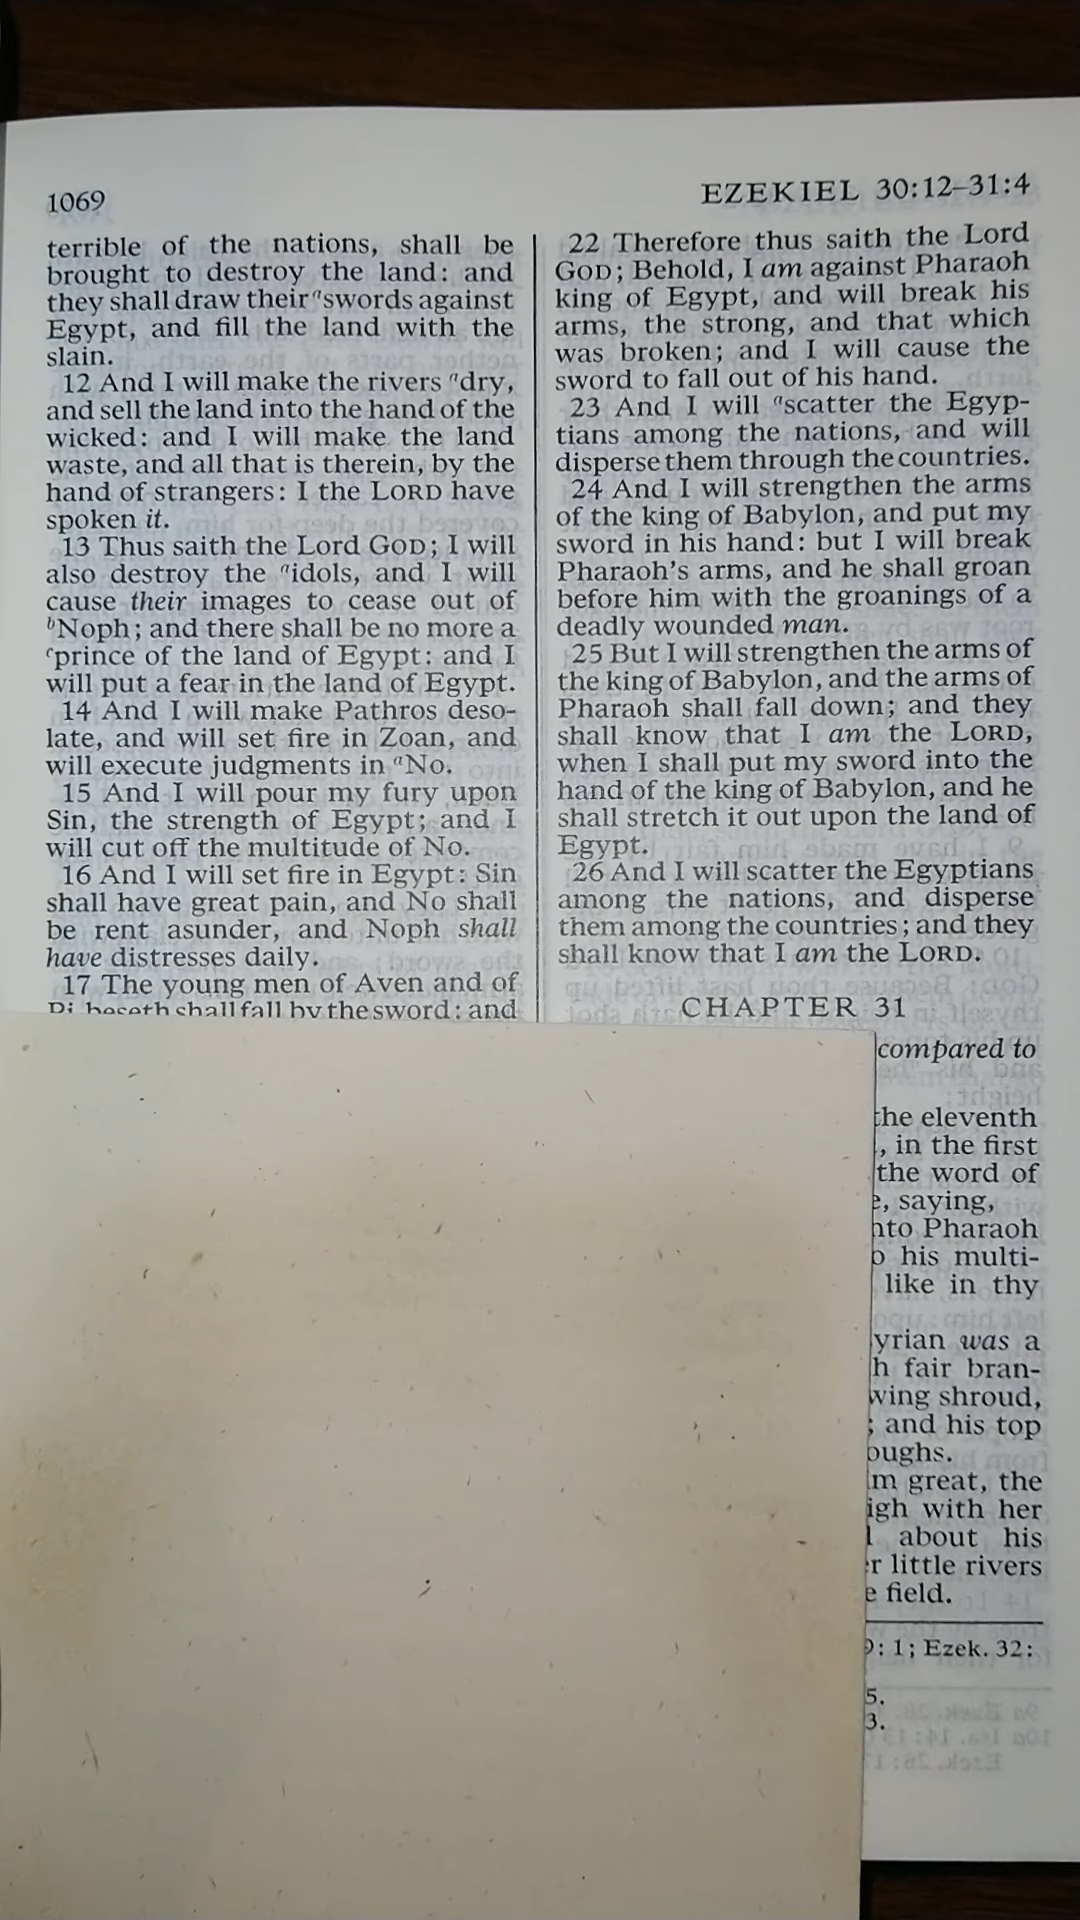 1069
EZEKIEL 30:12–31:4
terrible of the nations, shall be
brought to destroy the land: and
they shall draw their ᵃswords against
Egypt, and fill the land with the
slain.
12 And I will make the rivers ᵃdry,
and sell the land into the hand of the
wicked: and I will make the land
waste, and all that is therein, by the
hand of strangers: I the LORD have
spoken it.
13 Thus saith the Lord GOD; I will
also destroy the ᵃidols, and I will
cause their images to cease out of
ᵇNoph; and there shall be no more a
ᶜprince of the land of Egypt: and I
will put a fear in the land of Egypt.
14 And I will make Pathros deso-
late, and will set fire in Zoan, and
will execute judgments in ᵃNo.
15 And I will pour my fury upon
Sin, the strength of Egypt; and I
will cut off the multitude of No.
16 And I will set fire in Egypt: Sin
shall have great pain, and No shall
be rent asunder, and Noph shall
have distresses daily.
17 The young men of Aven and of
Pi-beseth shall fall by the sword: and
22 Therefore thus saith the Lord
GOD; Behold, I am against Pharaoh
king of Egypt, and will break his
arms, the strong, and that which
was broken; and I will cause the
sword to fall out of his hand.
23 And I will ᵃscatter the Egyp-
tians among the nations, and will
disperse them through the countries.
24 And I will strengthen the arms
of the king of Babylon, and put my
sword in his hand: but I will break
Pharaoh's arms, and he shall groan
before him with the groanings of a
deadly wounded man.
25 But I will strengthen the arms of
the king of Babylon, and the arms of
Pharaoh shall fall down; and they
shall know that I am the LORD,
when I shall put my sword into the
hand of the king of Babylon, and he
shall stretch it out upon the land of
Egypt.
26 And I will scatter the Egyptians
among the nations, and disperse
them among the countries; and they
shall know that I am the LORD.
CHAPTER 31
compared to
the eleventh
, in the first
the word of
e, saying,
nto Pharaoh
o his multi-
like in thy
yrian was a
h fair bran-
wing shroud,
; and his top
oughs.
m great, the
igh with her
about his
r little rivers
e field.
: 1; Ezek. 32:
5.
3.